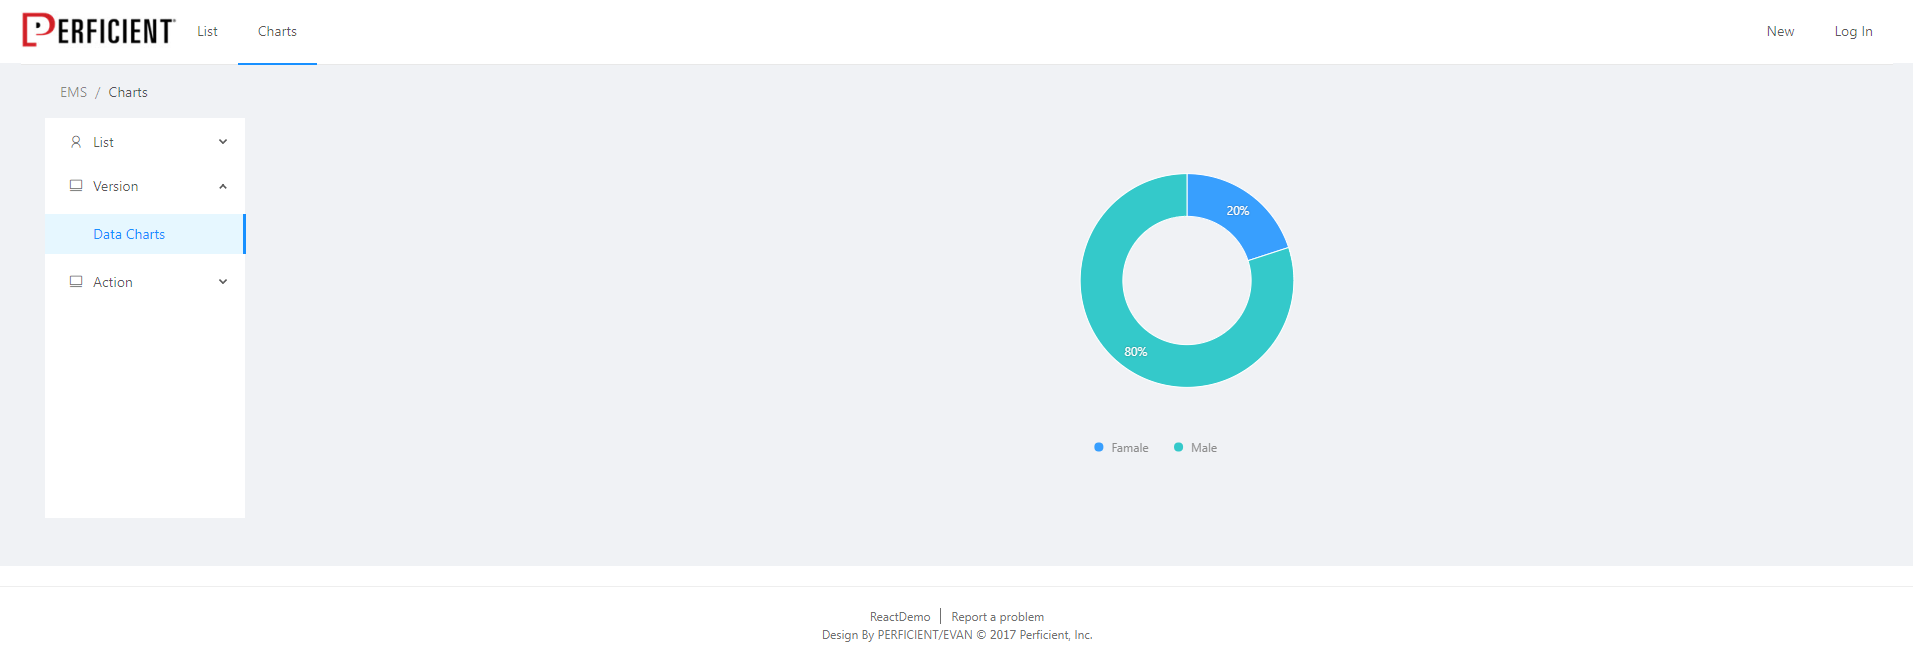 PERFICIENT List Charts New Log In
EMS / Charts
List
Version
Data Charts
Action
20%
80%
Famale Male
ReactDemo | Report a problem
Design By PERFICIENT/EVAN © 2017 Perficient, Inc.